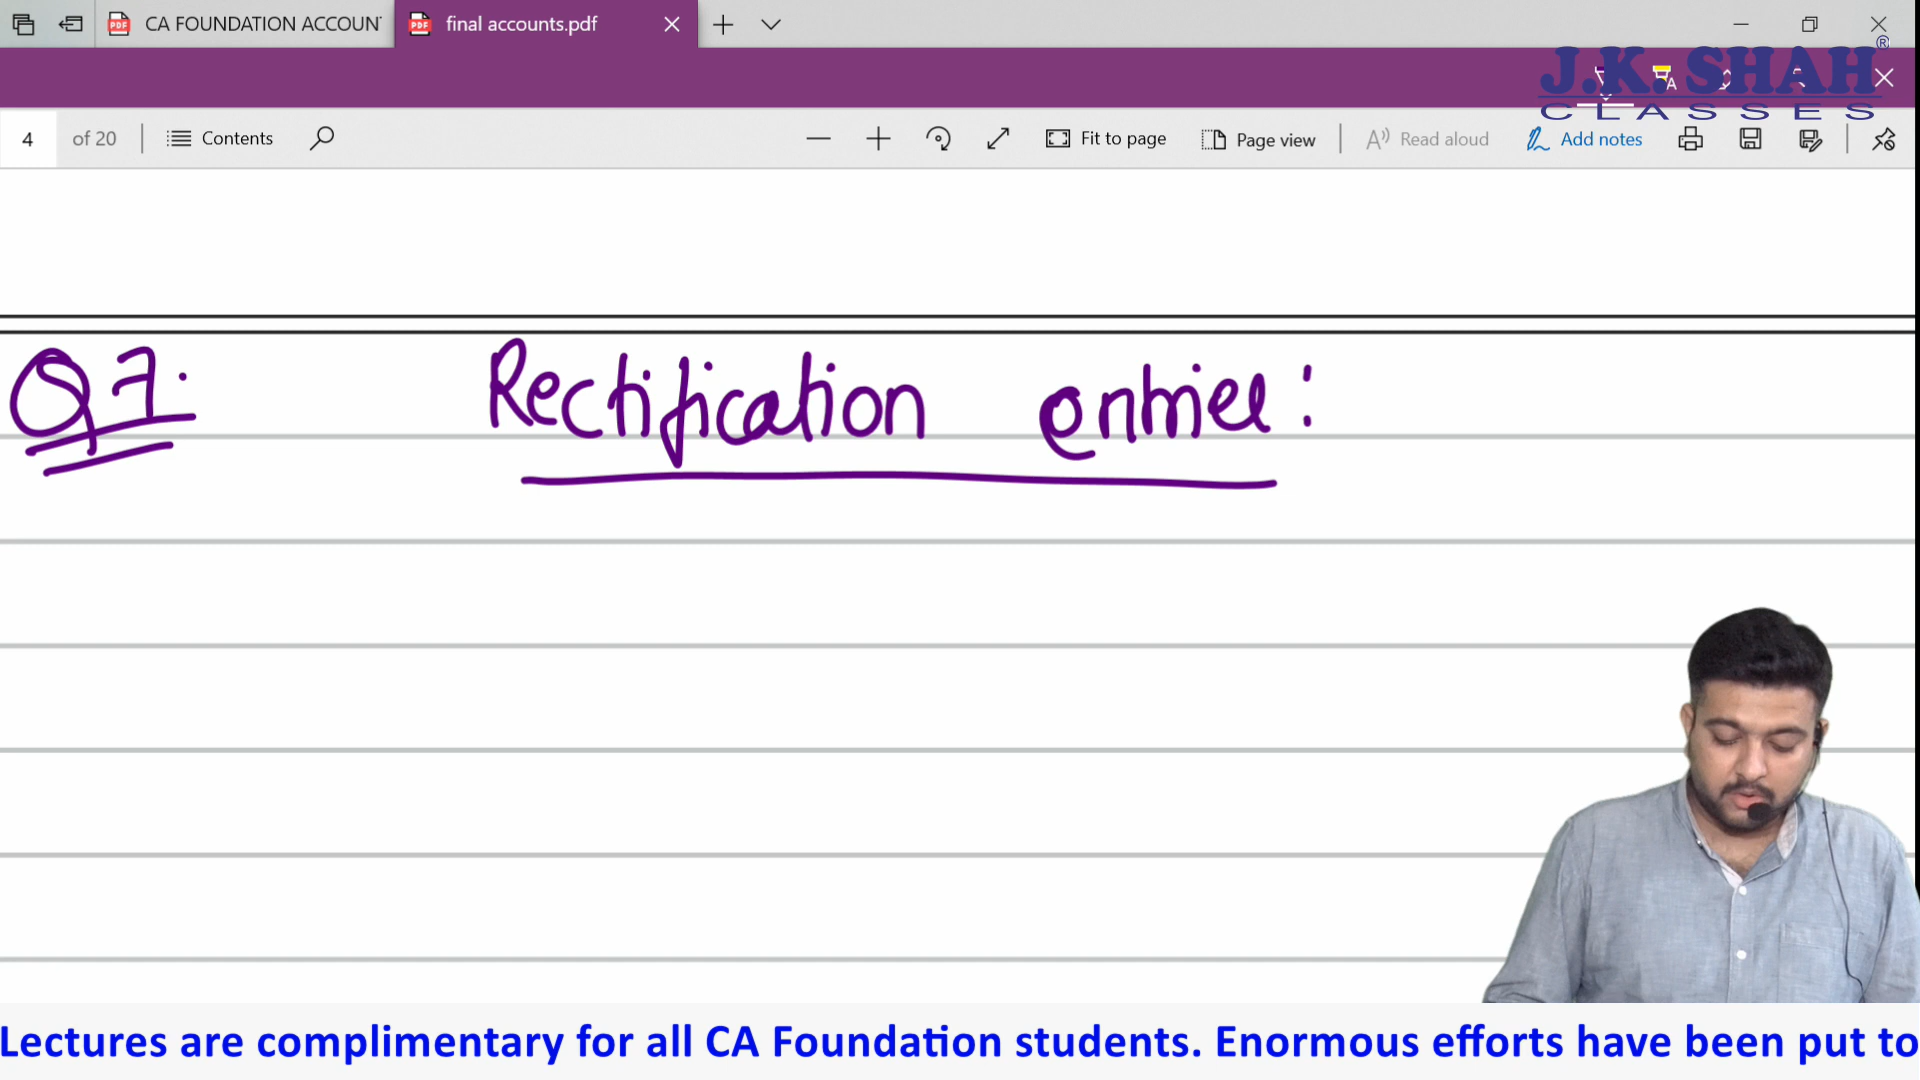 CA FOUNDATION ACCOUN
final accounts.pdf
J.K. SHAH®
CLASSES
4 of 20 Contents Fit to page Page view Read aloud Add notes
Q7. Rectification entries:
Lectures are complimentary for all CA Foundation students. Enormous efforts have been put to